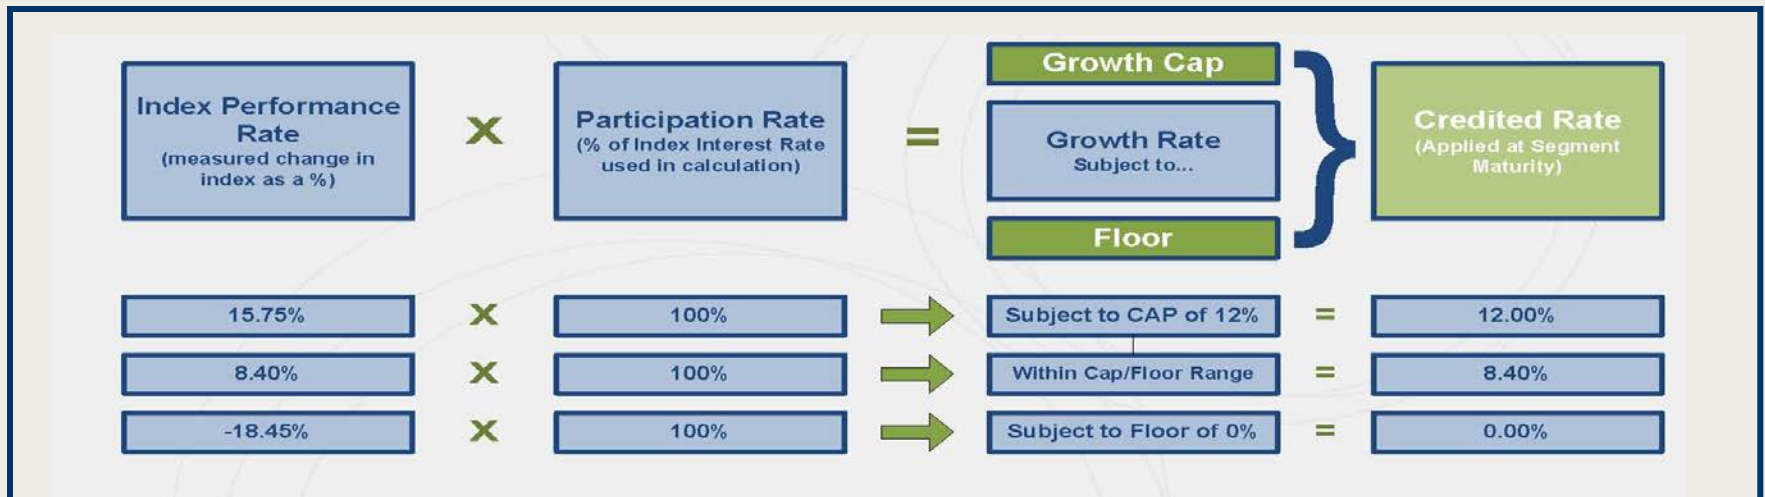 Growth Cap
Index Performance
Rate
(measured change in
index as a %)
X
Participation Rate
(% of Index Interest Rate
used in calculation)
=
Growth Rate
Subject to...
Floor
}
Credited Rate
(Applied at Segment
Maturity)
15.75% X 100% Subject to CAP of 12% = 12.00%
8.40% X 100% Within Cap/Floor Range = 8.40%
-18.45% X 100% Subject to Floor of 0% = 0.00%